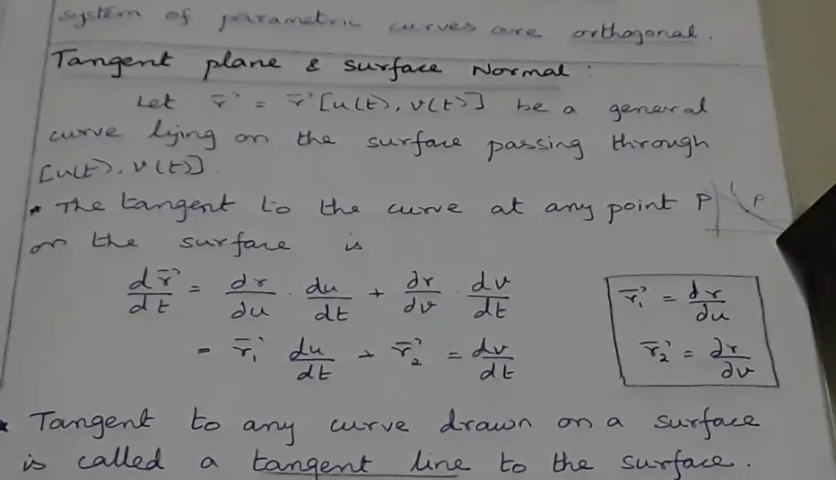 system of parametric curves are orthogonal.
Tangent plane & surface Normal:
Let r̄ = r̄[u(t), v(t)] be a general
curve lying on the surface passing through
[u(t), v(t)].
* The tangent to the curve at any point P
on the surface is
dr̄/dt = ∂r/∂u · du/dt + ∂r/∂v · dv/dt
= r̄₁ du/dt + r̄₂ = dv/dt
r̄₁ = ∂r/∂u
r̄₂ = ∂r/∂v
P
* Tangent to any curve drawn on a surface
is called a tangent line to the surface.